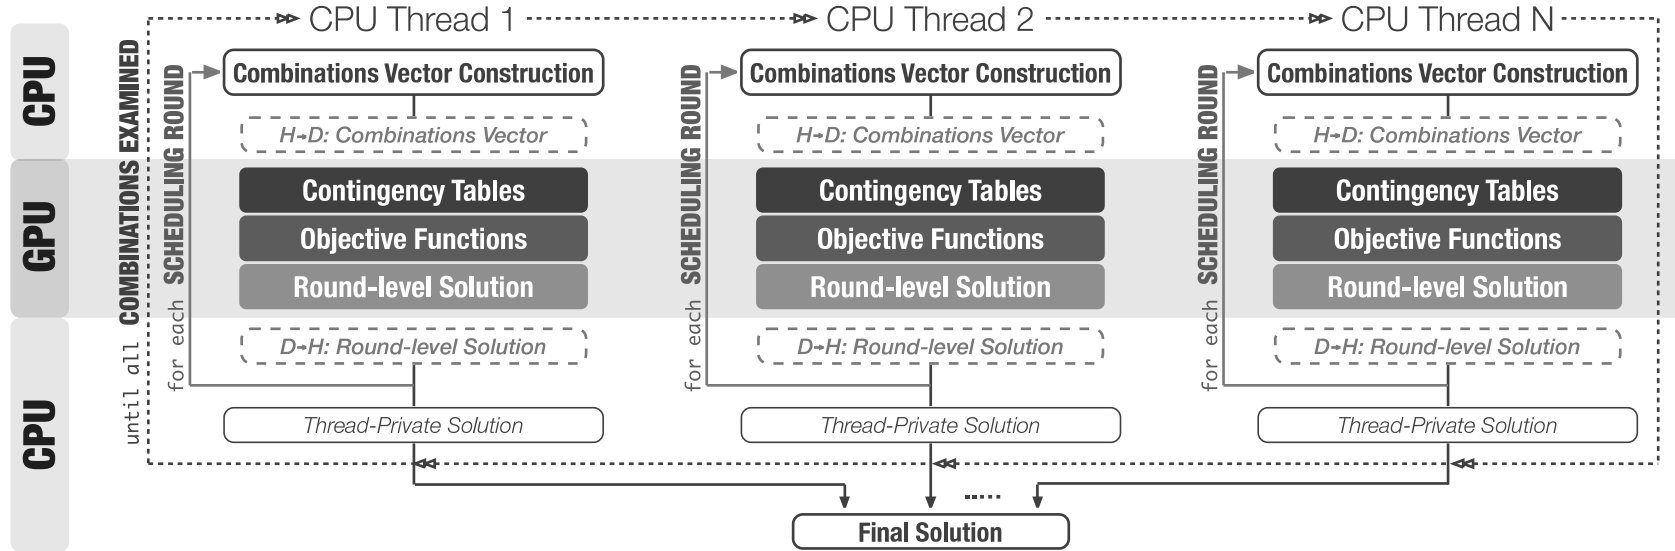 CPU Thread 1
CPU Thread 2
CPU Thread N
CPU
GPU
CPU
until all COMBINATIONS EXAMINED
for each SCHEDULING ROUND
Combinations Vector Construction
H→D: Combinations Vector
Contingency Tables
Objective Functions
Round-level Solution
D→H: Round-level Solution
Thread-Private Solution
for each SCHEDULING ROUND
Combinations Vector Construction
H→D: Combinations Vector
Contingency Tables
Objective Functions
Round-level Solution
D→H: Round-level Solution
Thread-Private Solution
for each SCHEDULING ROUND
Combinations Vector Construction
H→D: Combinations Vector
Contingency Tables
Objective Functions
Round-level Solution
D→H: Round-level Solution
Thread-Private Solution
......
Final Solution